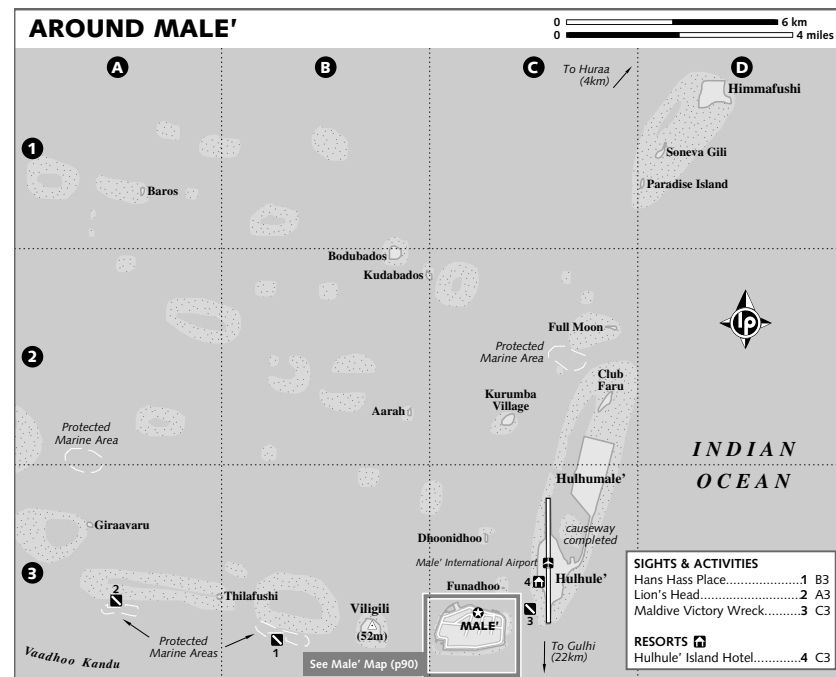 AROUND MALE'
0 6 km
0 4 miles
A
B
C
D
To Huraa
(4km)
Himmafushi
1
Soneva Gili
Baros
Paradise Island
Bodubados
Kudabados
Full Moon
lp
Protected
Marine Area
2
Club
Faru
Kurumba
Village
Aarah
Protected
Marine Area
INDIAN
OCEAN
Hulhumale'
Giraavaru
causeway
completed
Dhoonidhoo
Male' International Airport
3
Hulhule'
4
Funadhoo
2
Thilafushi
Viligili
(52m)
MALE'
3
Protected
Marine Areas
1
Vaadhoo Kandu
See Male' Map (p90)
To Gulhi
(22km)
SIGHTS & ACTIVITIES
Hans Hass Place.....................1 B3
Lion's Head............................2 A3
Maldive Victory Wreck...........3 C3
RESORTS
Hulhule' Island Hotel.............4 C3